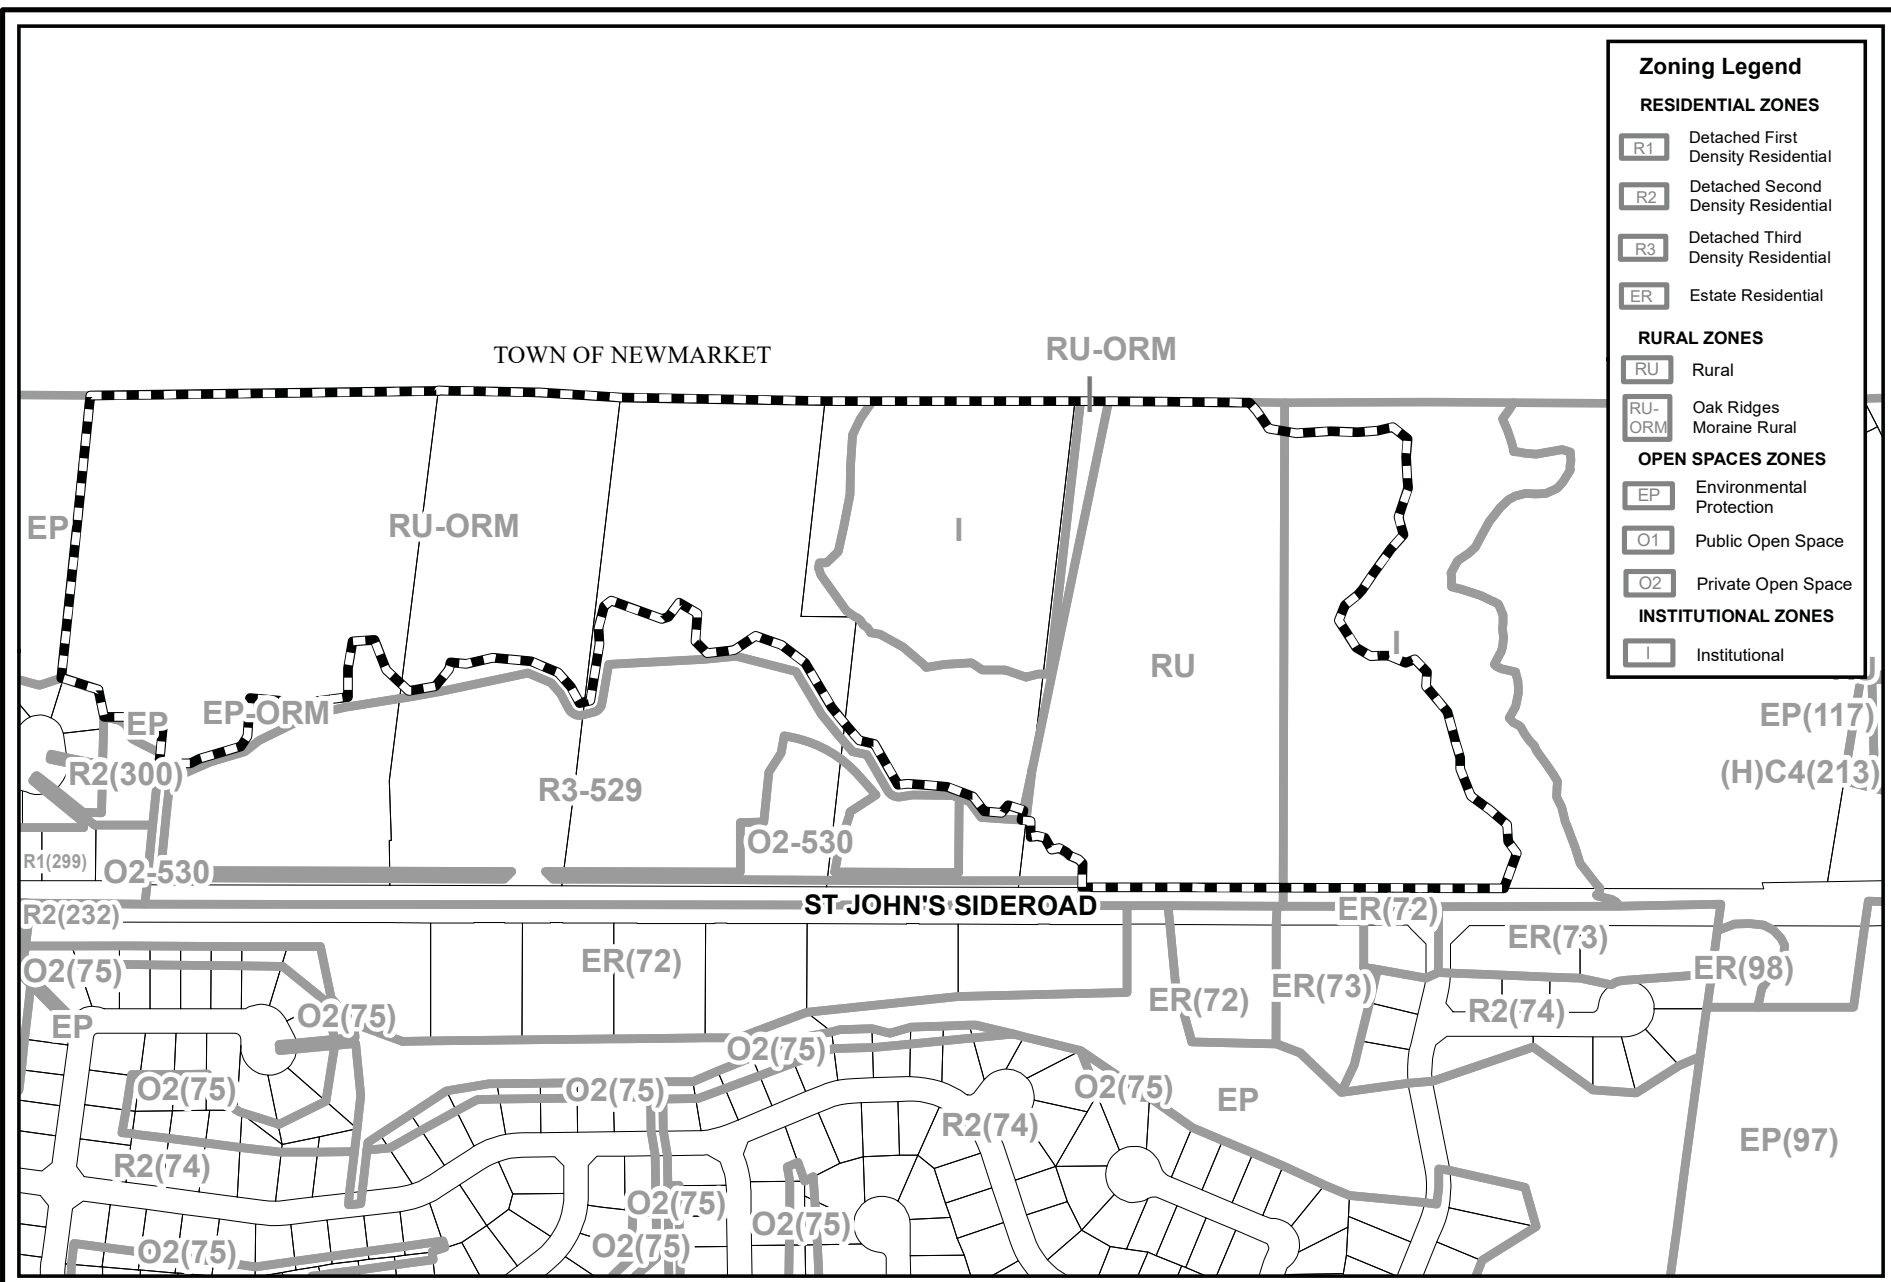 Zoning Legend
RESIDENTIAL ZONES
R1
Detached First
Density Residential
R2
Detached Second
Density Residential
R3
Detached Third
Density Residential
ER
Estate Residential
RURAL ZONES
RU
Rural
RU-
ORM
Oak Ridges
Moraine Rural
OPEN SPACES ZONES
EP
Environmental
Protection
O1
Public Open Space
O2
Private Open Space
INSTITUTIONAL ZONES
I
Institutional
TOWN OF NEWMARKET
RU-ORM
EP
RU-ORM
I
RU
I
EP
EP-ORM
EP(117)
R2(300)
R3-529
(H)C4(213)
O2-530
R1(299)
O2-530
ST JOHN'S SIDEROAD
ER(72)
R2(232)
ER(73)
ER(72)
O2(75)
ER(98)
ER(73)
ER(72)
R2(74)
O2(75)
EP
O2(75)
O2(75)
O2(75)
O2(75)
EP
R2(74)
EP(97)
R2(74)
O2(75)
O2(75)
O2(75)
O2(75)